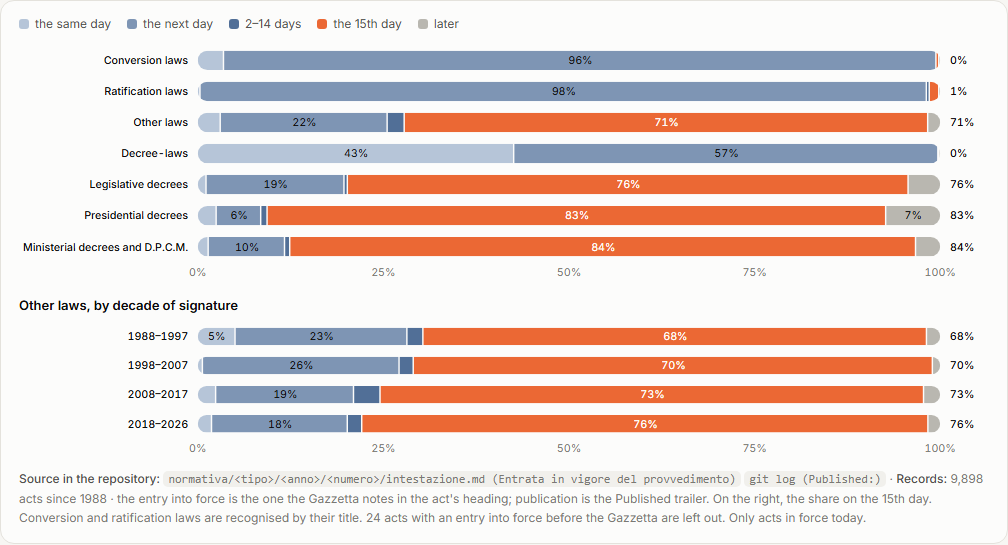 the same day the next day 2–14 days the 15th day later
Conversion laws 96% 0%
Ratification laws 98% 1%
Other laws 22% 71% 71%
Decree-laws 43% 57% 0%
Legislative decrees 19% 76% 76%
Presidential decrees 6% 83% 7% 83%
Ministerial decrees and D.P.C.M. 10% 84% 84%
0% 25% 50% 75% 100%
Other laws, by decade of signature
1988–1997 5% 23% 68% 68%
1998–2007 26% 70% 70%
2008–2017 19% 73% 73%
2018–2026 18% 76% 76%
0% 25% 50% 75% 100%
Source in the repository: normativa/<tipo>/<anno>/<numero>/intestazione.md (Entrata in vigore del provvedimento) git log (Published:) · Records: 9,898
acts since 1988 · the entry into force is the one the Gazzetta notes in the act's heading; publication is the Published trailer. On the right, the share on the 15th day.
Conversion and ratification laws are recognised by their title. 24 acts with an entry into force before the Gazzetta are left out. Only acts in force today.